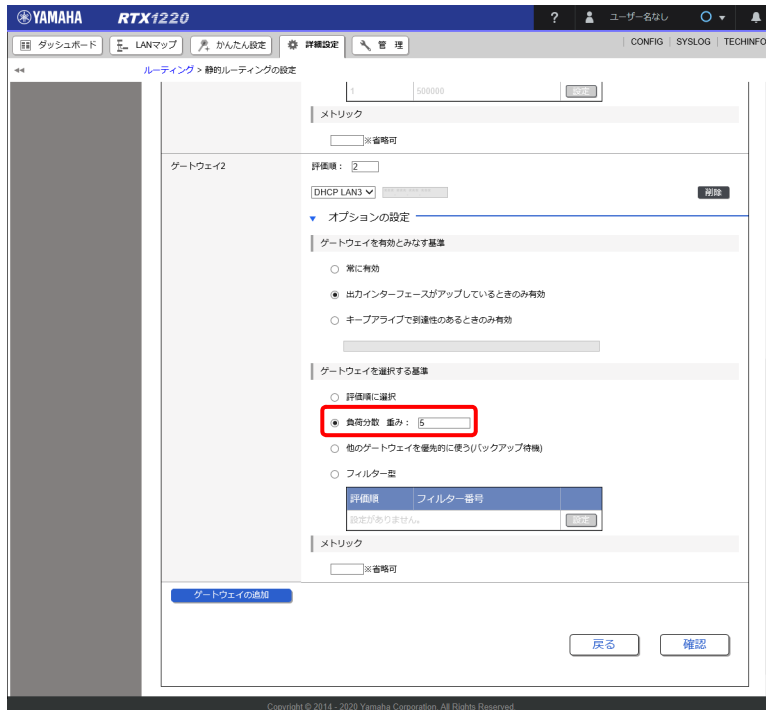 YAMAHA RTX1220 ? ユーザー名なし
ダッシュボード LANマップ かんたん設定 詳細設定 管理 CONFIG SYSLOG TECHINFO
ルーティング > 静的ルーティングの設定
1 500000 設定
メトリック
※省略可
ゲートウェイ2 評価順： 2
DHCP LAN3 ***.***.***.*** 削除
オプションの設定
ゲートウェイを有効とみなす基準
常に有効
出力インターフェースがアップしているときのみ有効
キープアライブで到達性のあるときのみ有効
ゲートウェイを選択する基準
評価順に選択
負荷分散 重み： 5
他のゲートウェイを優先的に使う(バックアップ待機)
フィルター型
評価順 フィルター番号
設定がありません。 設定
メトリック
※省略可
ゲートウェイの追加
戻る 確認
Copyright © 2014 - 2020 Yamaha Corporation. All Rights Reserved.